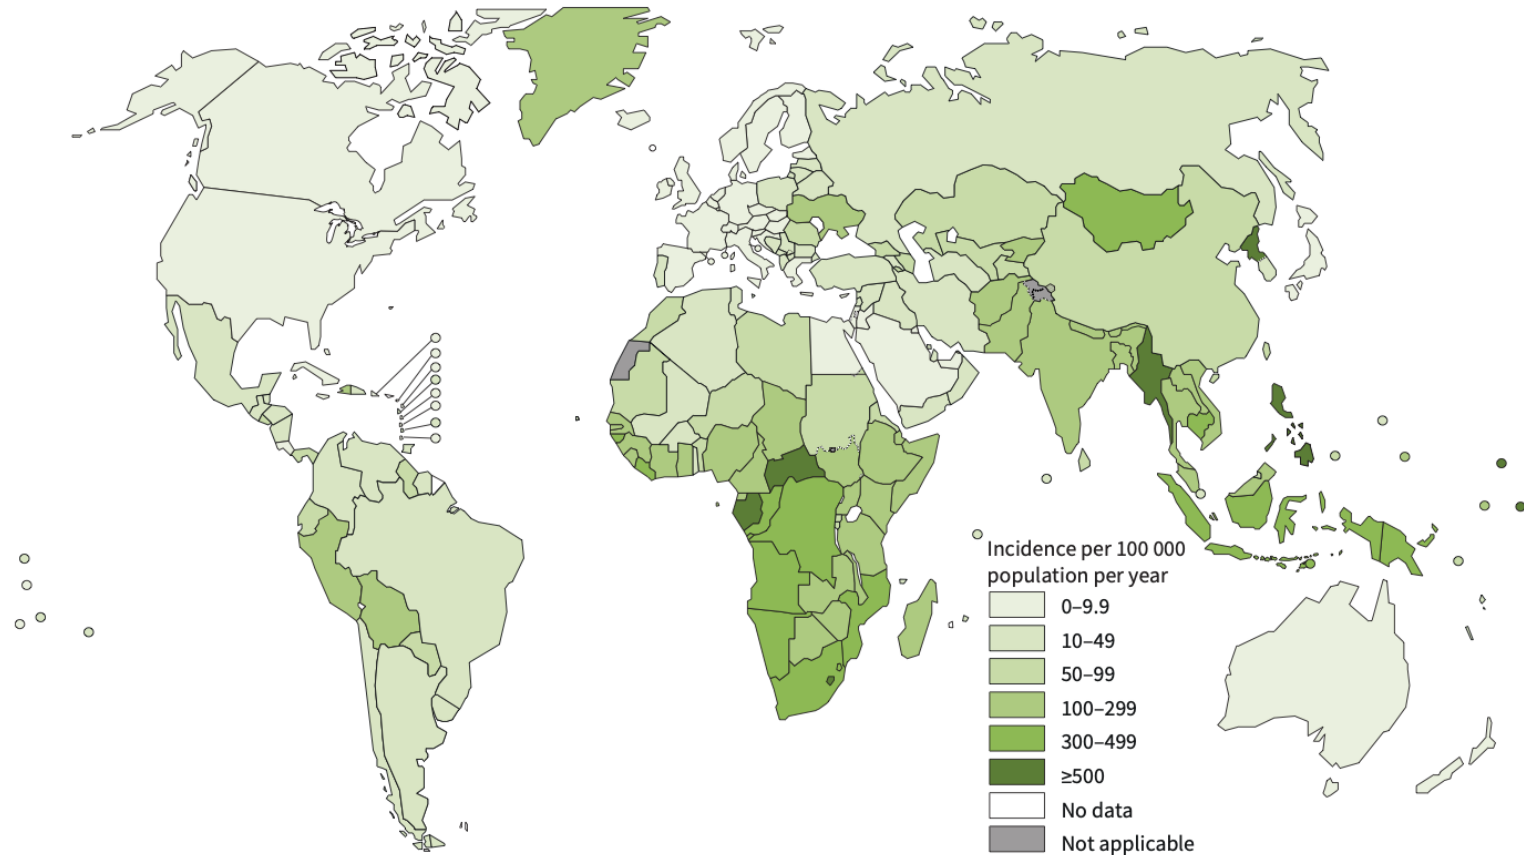 Incidence per 100 000
population per year
0–9.9
10–49
50–99
100–299
300–499
≥500
No data
Not applicable